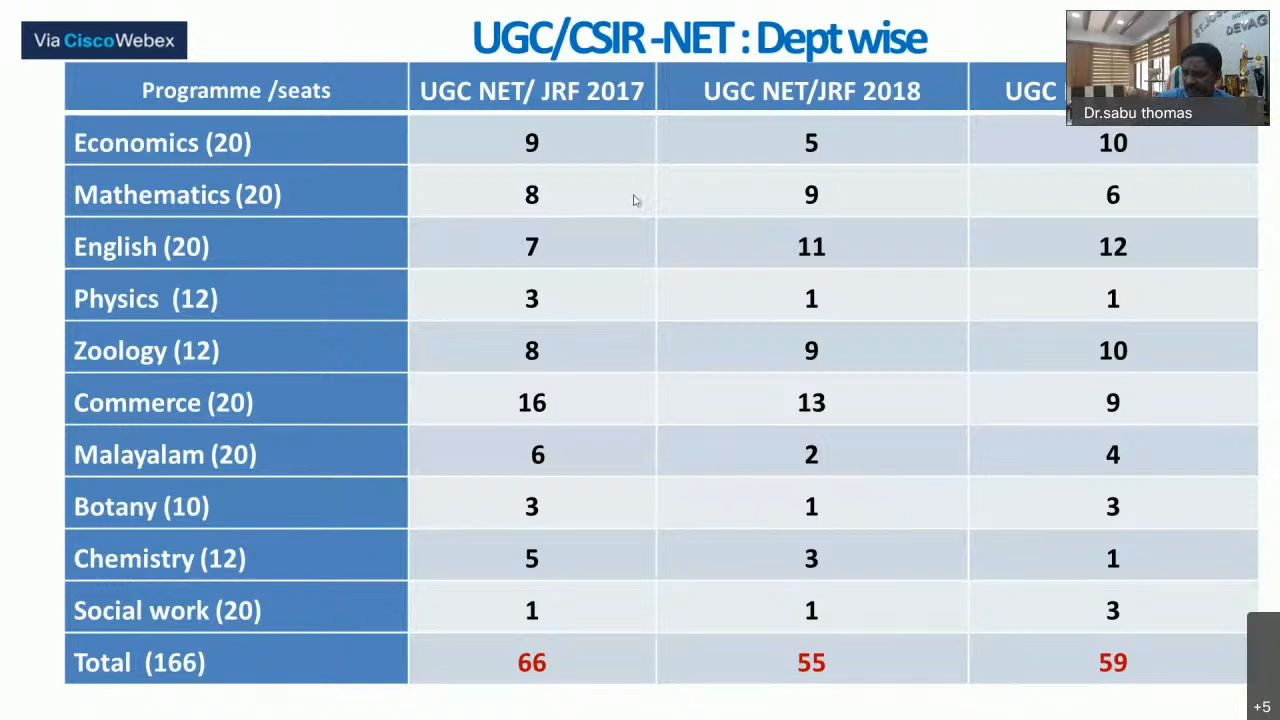 Via CiscoWebex
UGC/CSIR -NET : Dept wise
Programme /seats UGC NET/ JRF 2017 UGC NET/JRF 2018 UGC
Dr.sabu thomas
Economics (20) 9 5 10
Mathematics (20) 8 9 6
English (20) 7 11 12
Physics (12) 3 1 1
Zoology (12) 8 9 10
Commerce (20) 16 13 9
Malayalam (20) 6 2 4
Botany (10) 3 1 3
Chemistry (12) 5 3 1
Social work (20) 1 1 3
Total (166) 66 55 59
+5